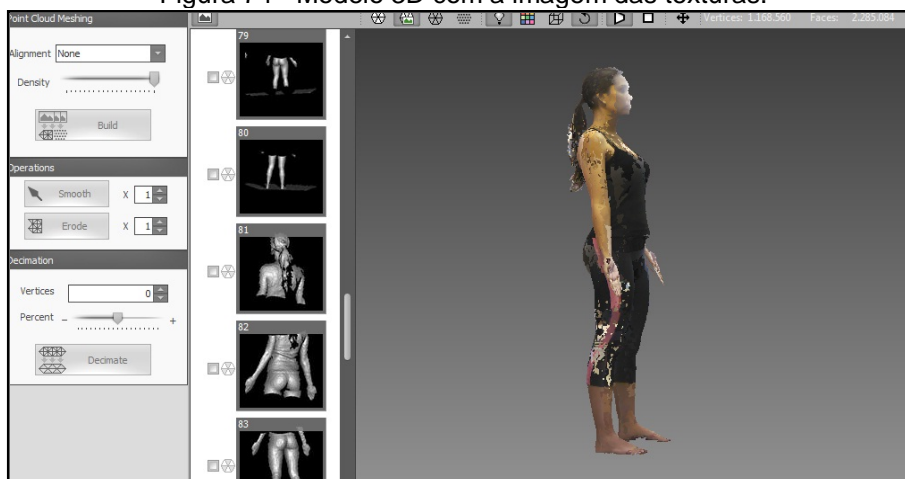 Figura 74 - Modelo 3D com a imagem das texturas.
Point Cloud Meshing
Vertices: 1.168.560 Faces: 2.285.084
Alignment None
Density
Build
Operations
Smooth X 1
Erode X 1
Decimation
Vertices 0
Percent - +
Decimate
79
80
81
82
83